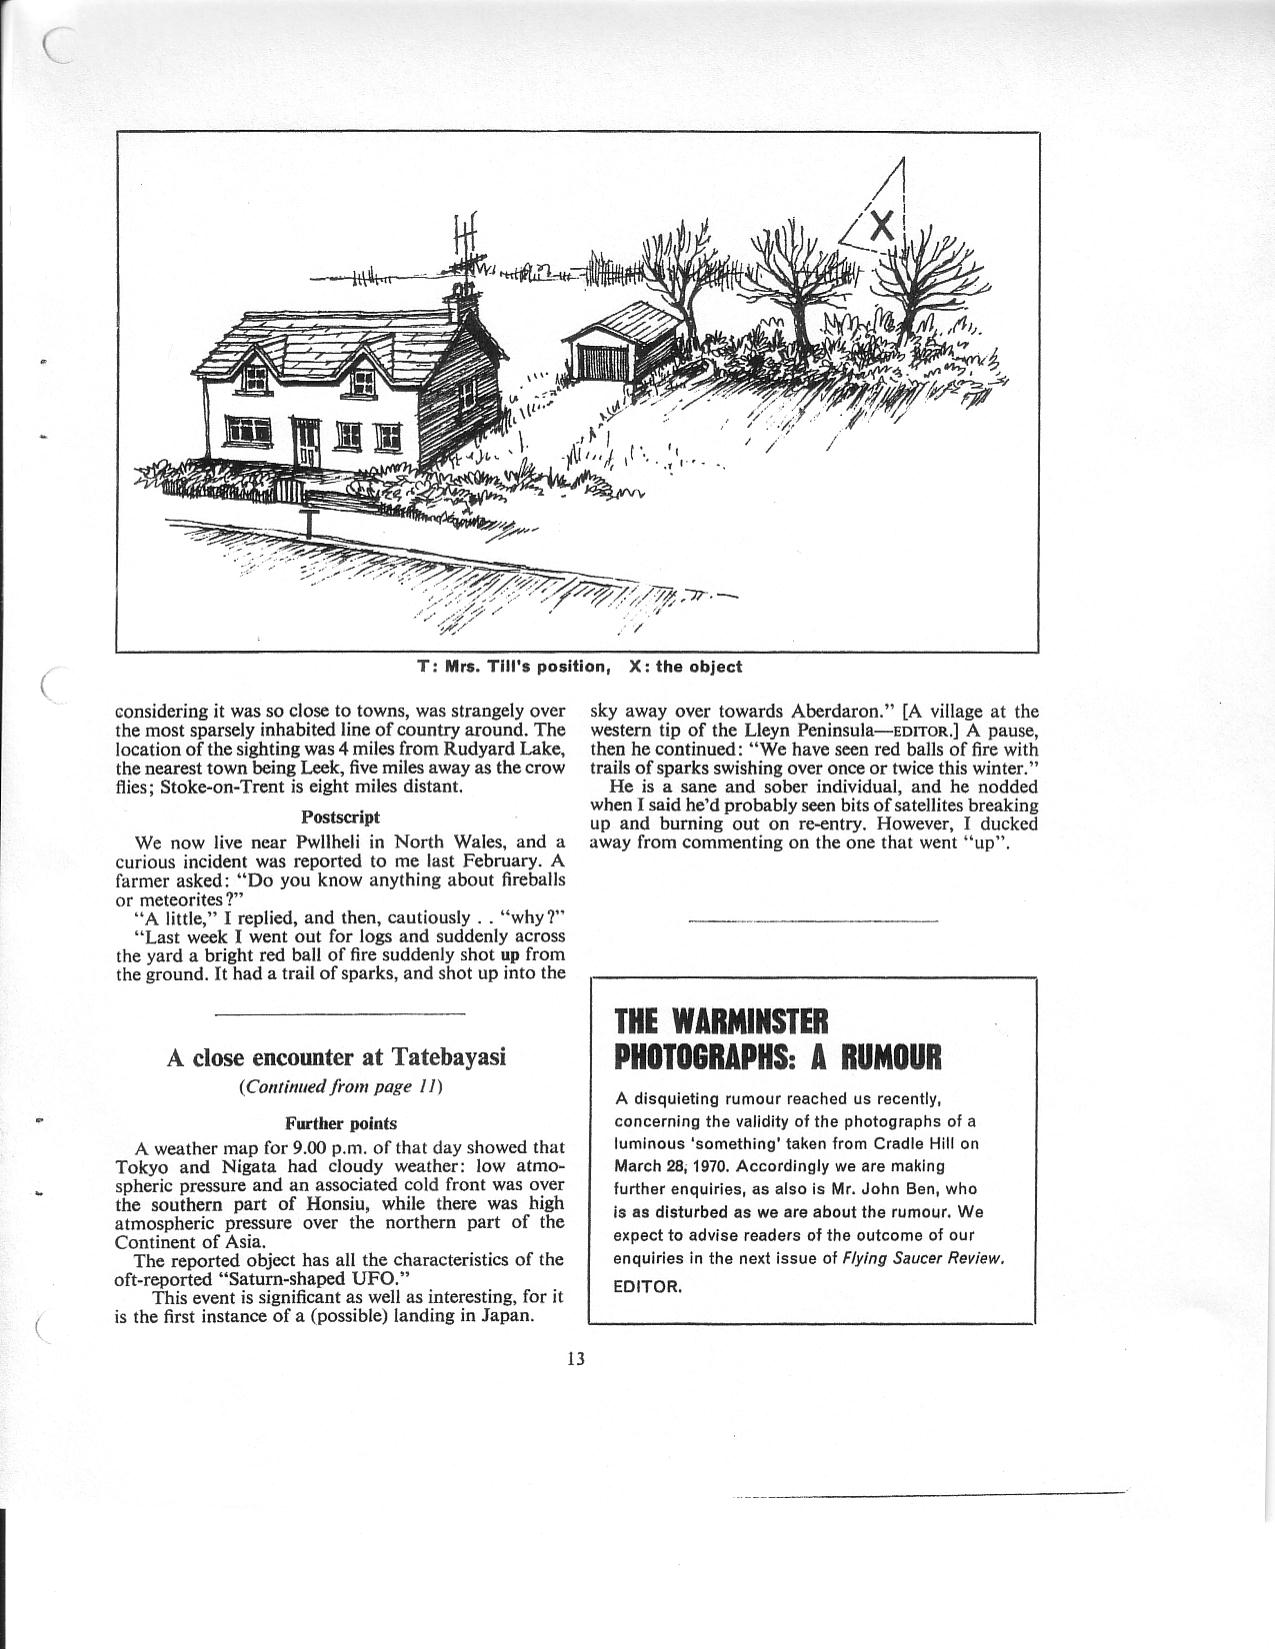 X
T
T: Mrs. Till's position, X: the object
considering it was so close to towns, was strangely over
the most sparsely inhabited line of country around. The
location of the sighting was 4 miles from Rudyard Lake,
the nearest town being Leek, five miles away as the crow
flies; Stoke-on-Trent is eight miles distant.
Postscript
We now live near Pwllheli in North Wales, and a
curious incident was reported to me last February. A
farmer asked: “Do you know anything about fireballs
or meteorites?”
“A little,” I replied, and then, cautiously . . “why?”
“Last week I went out for logs and suddenly across
the yard a bright red ball of fire suddenly shot up from
the ground. It had a trail of sparks, and shot up into the
sky away over towards Aberdaron.” [A village at the
western tip of the Lleyn Peninsula—EDITOR.] A pause,
then he continued: “We have seen red balls of fire with
trails of sparks swishing over once or twice this winter.”
He is a sane and sober individual, and he nodded
when I said he’d probably seen bits of satellites breaking
up and burning out on re-entry. However, I ducked
away from commenting on the one that went “up”.
A close encounter at Tatebayasi
(Continued from page 11)
Further points
A weather map for 9.00 p.m. of that day showed that
Tokyo and Nigata had cloudy weather: low atmo-
spheric pressure and an associated cold front was over
the southern part of Honsiu, while there was high
atmospheric pressure over the northern part of the
Continent of Asia.
The reported object has all the characteristics of the
oft-reported “Saturn-shaped UFO.”
This event is significant as well as interesting, for it
is the first instance of a (possible) landing in Japan.
THE WARMINSTER
PHOTOGRAPHS: A RUMOUR
A disquieting rumour reached us recently,
concerning the validity of the photographs of a
luminous ‘something’ taken from Cradle Hill on
March 28, 1970. Accordingly we are making
further enquiries, as also is Mr. John Ben, who
is as disturbed as we are about the rumour. We
expect to advise readers of the outcome of our
enquiries in the next issue of Flying Saucer Review.
EDITOR.
13